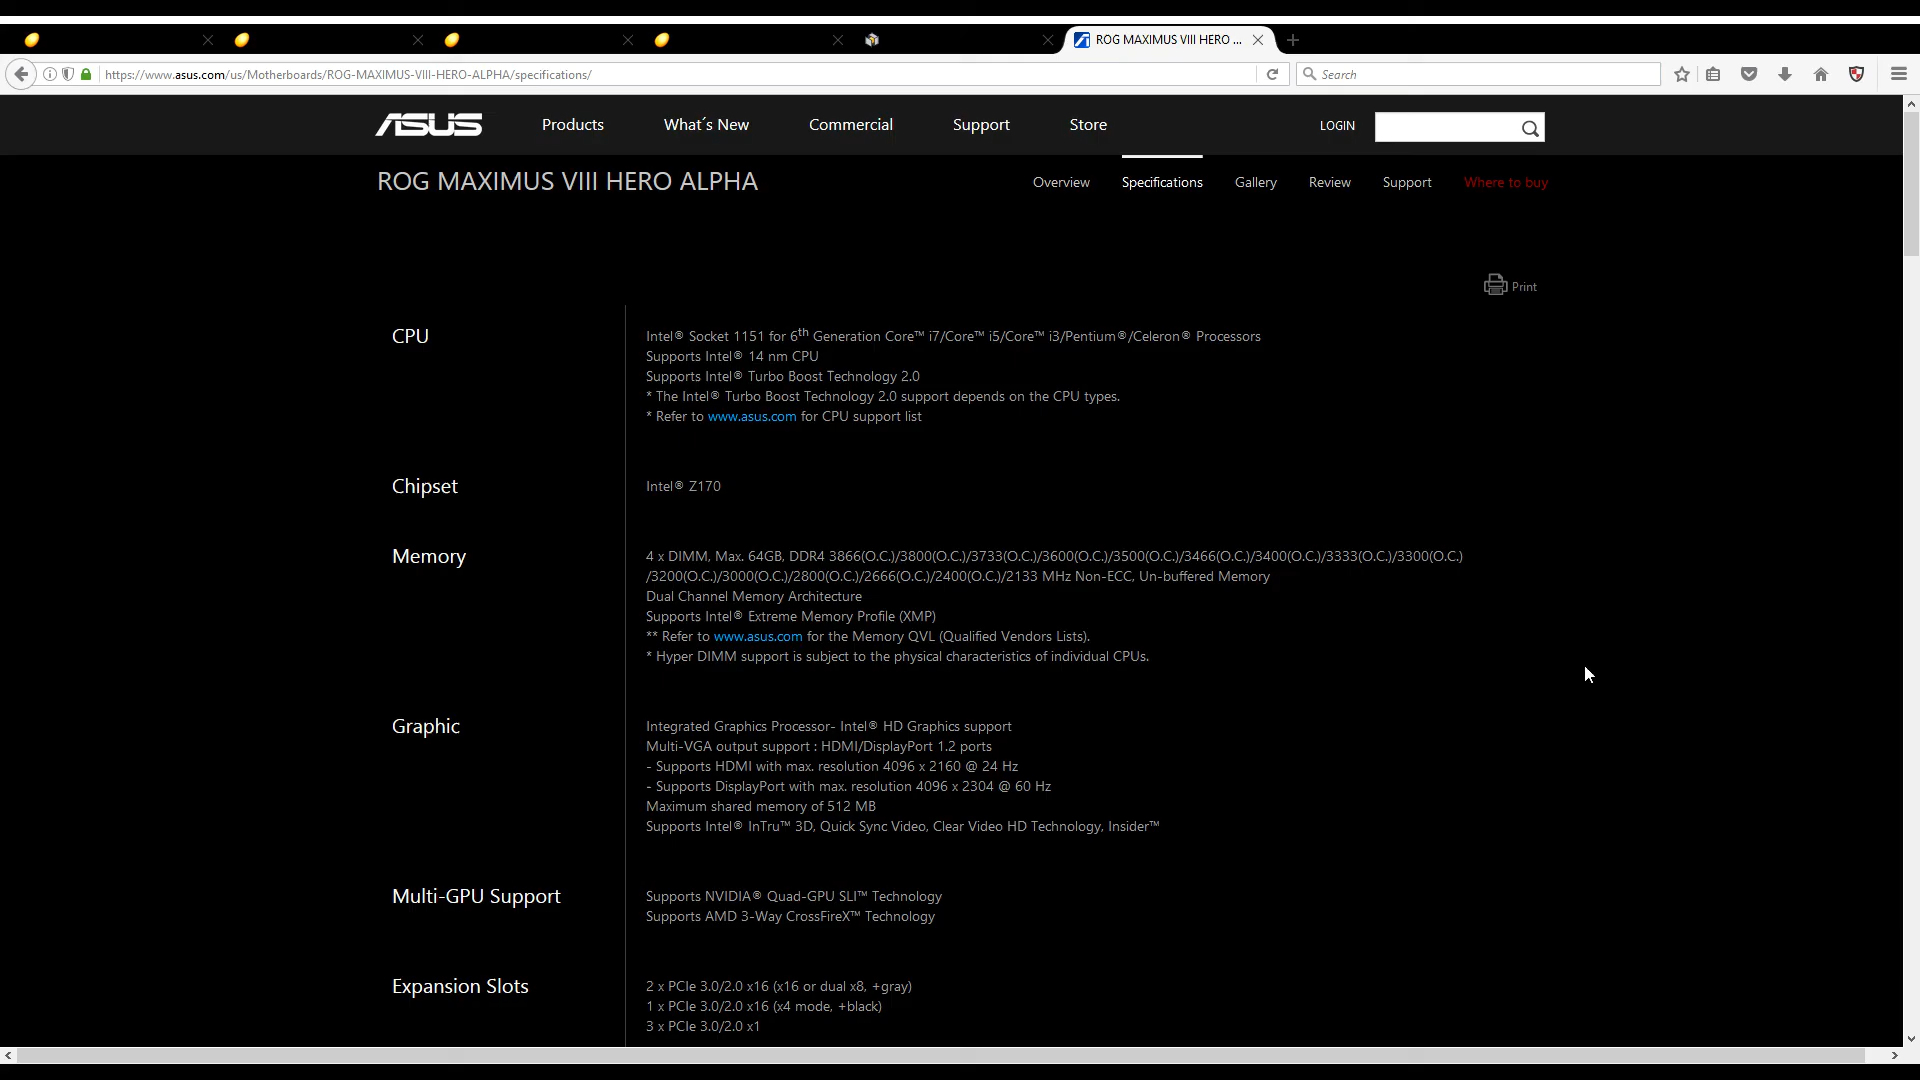 ROG MAXIMUS VIII HERO ...
https://www.asus.com/us/Motherboards/ROG-MAXIMUS-VIII-HERO-ALPHA/specifications/
Search
ASUS
Products
What´s New
Commercial
Support
Store
LOGIN
ROG MAXIMUS VIII HERO ALPHA
Overview
Specifications
Gallery
Review
Support
Where to buy
Print
CPU
Intel® Socket 1151 for 6th Generation Core™ i7/Core™ i5/Core™ i3/Pentium®/Celeron® Processors
Supports Intel® 14 nm CPU
Supports Intel® Turbo Boost Technology 2.0
* The Intel® Turbo Boost Technology 2.0 support depends on the CPU types.
* Refer to www.asus.com for CPU support list
Chipset
Intel® Z170
Memory
4 x DIMM, Max. 64GB, DDR4 3866(O.C.)/3800(O.C.)/3733(O.C.)/3600(O.C.)/3500(O.C.)/3466(O.C.)/3400(O.C.)/3333(O.C.)/3300(O.C.)
/3200(O.C.)/3000(O.C.)/2800(O.C.)/2666(O.C.)/2400(O.C.)/2133 MHz Non-ECC, Un-buffered Memory
Dual Channel Memory Architecture
Supports Intel® Extreme Memory Profile (XMP)
** Refer to www.asus.com for the Memory QVL (Qualified Vendors Lists).
* Hyper DIMM support is subject to the physical characteristics of individual CPUs.
Graphic
Integrated Graphics Processor- Intel® HD Graphics support
Multi-VGA output support : HDMI/DisplayPort 1.2 ports
- Supports HDMI with max. resolution 4096 x 2160 @ 24 Hz
- Supports DisplayPort with max. resolution 4096 x 2304 @ 60 Hz
Maximum shared memory of 512 MB
Supports Intel® InTru™ 3D, Quick Sync Video, Clear Video HD Technology, Insider™
Multi-GPU Support
Supports NVIDIA® Quad-GPU SLI™ Technology
Supports AMD 3-Way CrossFireX™ Technology
Expansion Slots
2 x PCIe 3.0/2.0 x16 (x16 or dual x8, +gray)
1 x PCIe 3.0/2.0 x16 (x4 mode, +black)
3 x PCIe 3.0/2.0 x1